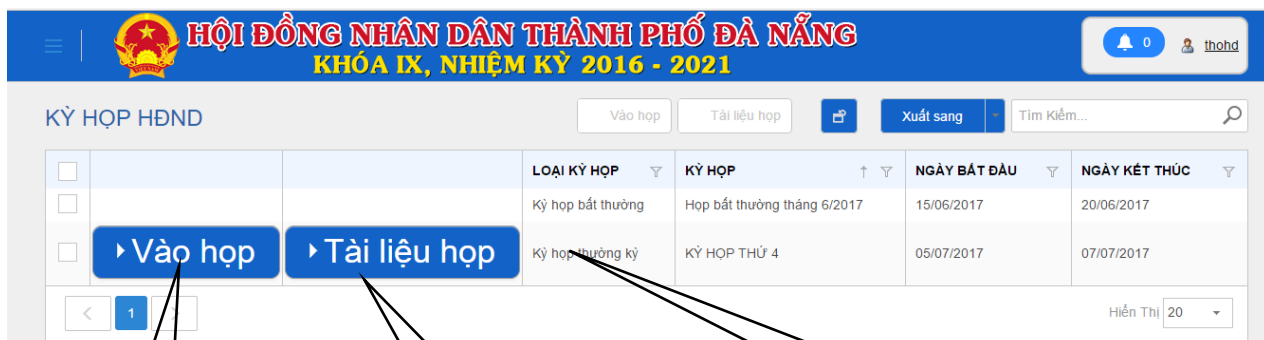 HỘI ĐỒNG NHÂN DÂN THÀNH PHỐ ĐÀ NẴNG
KHÓA IX, NHIỆM KỲ 2016 - 2021
0 thohd
KỲ HỌP HĐND Vào họp Tài liệu họp Xuất sang Tìm Kiếm...
LOẠI KỲ HỌP KỲ HỌP NGÀY BẮT ĐẦU NGÀY KẾT THÚC
Kỳ họp bất thường Họp bất thường tháng 6/2017 15/06/2017 20/06/2017
Vào họp Tài liệu họp Kỳ họp thường kỳ KỲ HỌP THỨ 4 05/07/2017 07/07/2017
1 Hiển Thị 20